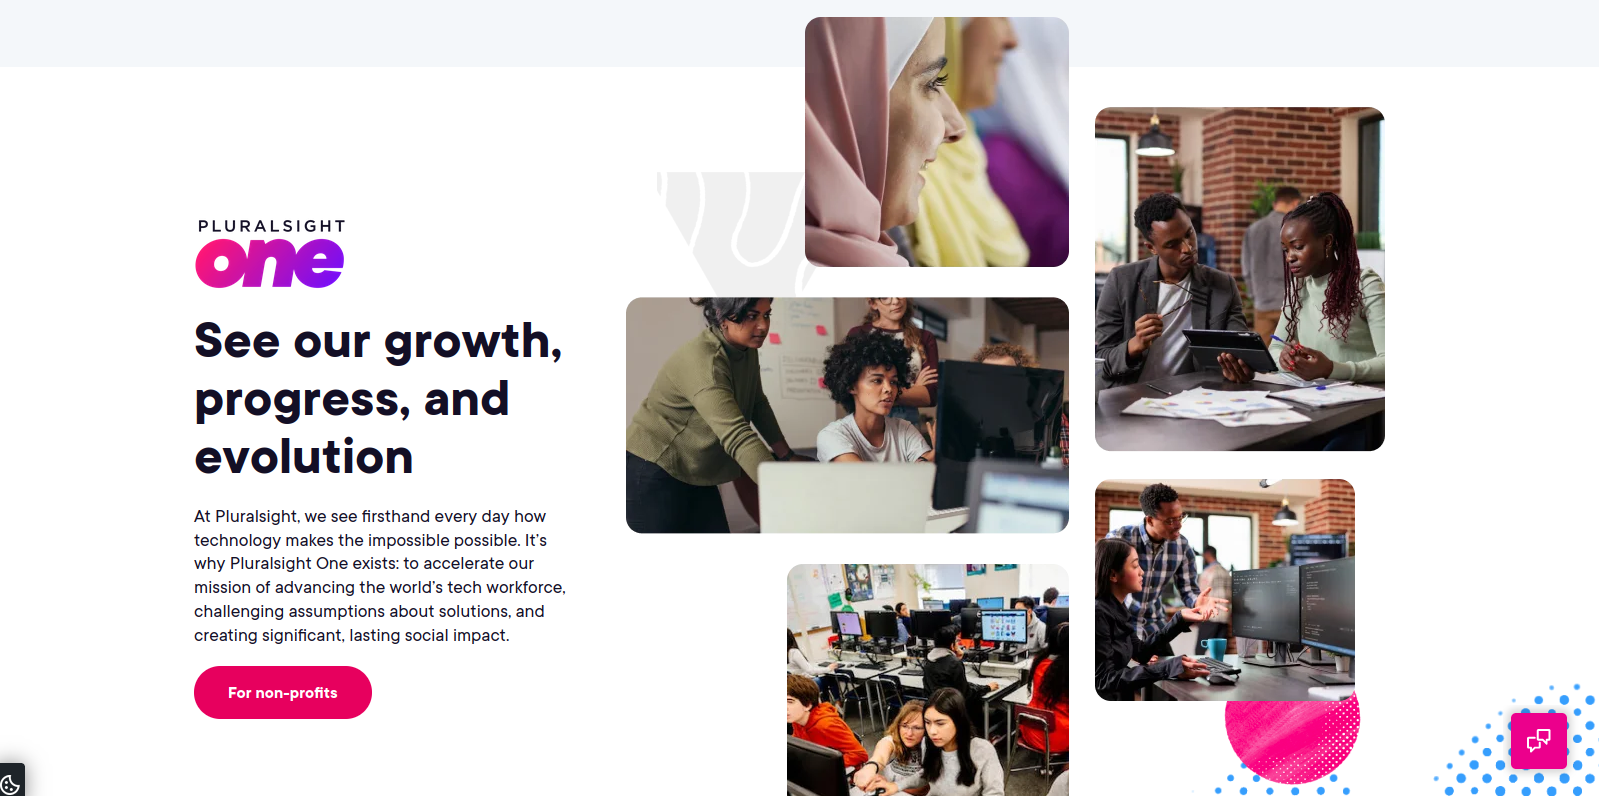 PLURALSIGHT
one
See our growth,
progress, and
evolution
At Pluralsight, we see firsthand every day how
technology makes the impossible possible. It’s
why Pluralsight One exists: to accelerate our
mission of advancing the world’s tech workforce,
challenging assumptions about solutions, and
creating significant, lasting social impact.
For non-profits